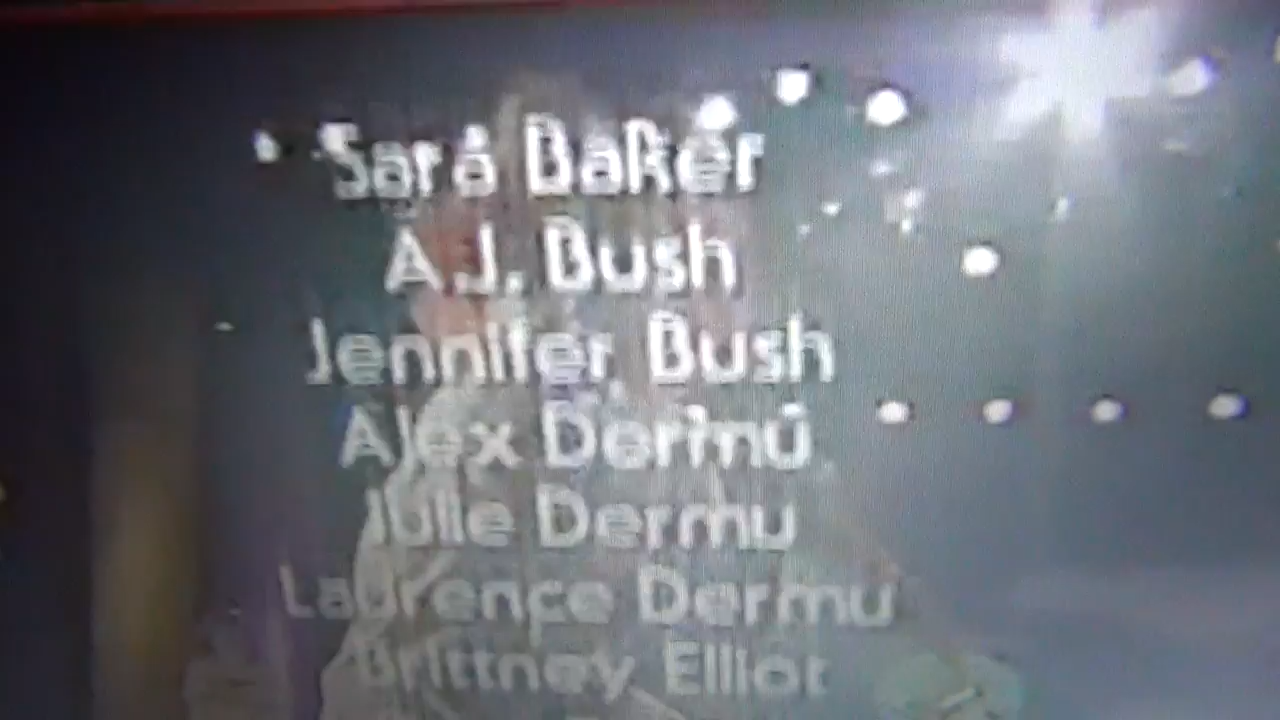 Sara Baker
A.J. Bush
Jennifer Bush
Alex Dermu
Julie Dermu
Laurence Dermu
Brittney Elliot